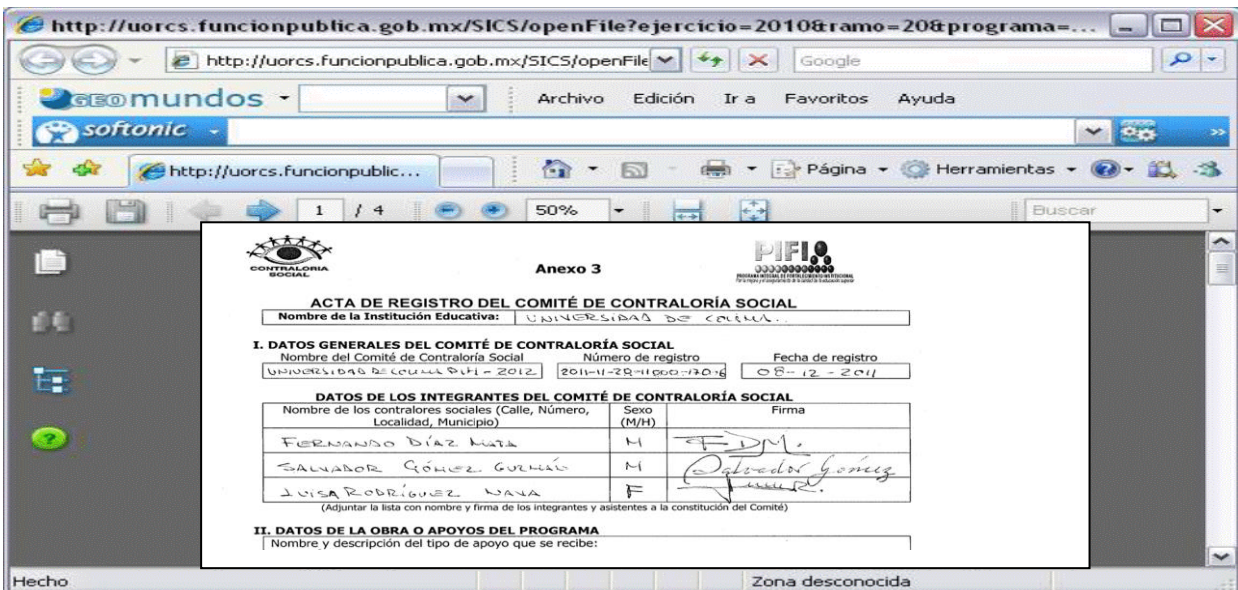 http://uorcs.funcionpublica.gob.mx/SICS/openFile?ejercicio=2010&ramo=20&programa=...
http://uorcs.funcionpublica.gob.mx/SICS/openFile Google
GEOmundos Archivo Edición Ir a Favoritos Ayuda
softonic
http://uorcs.funcionpublic... Página Herramientas
1 / 4 50% Buscar
CONTRALORIA
SOCIAL
Anexo 3
PIFI
PROGRAMA INTEGRAL DE FORTALECIMIENTO INSTITUCIONAL
ACTA DE REGISTRO DEL COMITÉ DE CONTRALORÍA SOCIAL
Nombre de la Institución Educativa: UNIVERSIDAD DE COLIMA.
I. DATOS GENERALES DEL COMITÉ DE CONTRALORÍA SOCIAL
Nombre del Comité de Contraloría Social Número de registro Fecha de registro
UNIVERSIDAD DE COLIMA PIFI - 2012 08-12-2011
DATOS DE LOS INTEGRANTES DEL COMITÉ DE CONTRALORÍA SOCIAL
Nombre de los contralores sociales (Calle, Número, Localidad, Municipio) Sexo (M/H) Firma
FERNANDO DÍAZ MATA M FDM.
SALVADOR GÓMEZ GUZMÁN M Salvador Gómez
LUISA RODRÍGUEZ NAVA F
(Adjuntar la lista con nombre y firma de los integrantes y asistentes a la constitución del Comité)
II. DATOS DE LA OBRA O APOYOS DEL PROGRAMA
Nombre y descripción del tipo de apoyo que se recibe:
Hecho Zona desconocida